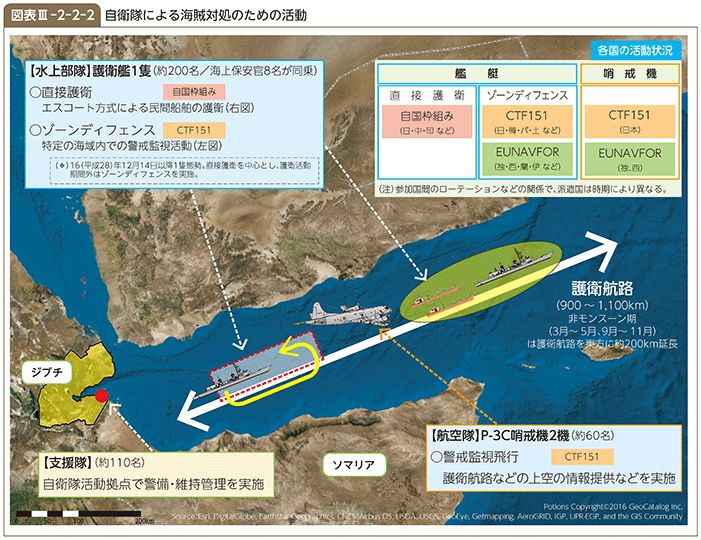 図表Ⅲ-2-2-2 自衛隊による海賊対処のための活動
【水上部隊】護衛艦1隻(約200名/海上保安官8名が同乗)
○直接護衛 自国枠組み
エスコート方式による民間船舶の護衛(右図)
○ゾーンディフェンス CTF151
特定の海域内での警戒監視活動(左図)
(*)16(平成28)年12月14日以降1隻態勢。直接護衛を中心とし、護衛活動
期間外はゾーンディフェンスを実施。
各国の活動状況
艦艇 哨戒機
直接護衛 ゾーンディフェンス
自国枠組み
(日・中・印 など)
CTF151
(日・韓・パ・土 など)
CTF151
(日本)
EUNAVFOR
(独・西・蘭・伊 など)
EUNAVFOR
(独、西)
(注)参加国間のローテーションなどの関係で、派遣国は時期により異なる。
護衛航路
(900~1,100km)
非モンスーン期
(3月~5月、9月~11月)
は護衛航路を東方に約200km延長
ジブチ
ソマリア
【支援隊】(約110名)
自衛隊活動拠点で警備・維持管理を実施
【航空隊】P-3C哨戒機2機(約60名)
○警戒監視飛行 CTF151
護衛航路などの上空の情報提供などを実施
0 100 200km
Potions Copyright©2016 GeoCatalog Inc.
Source: Esri, DigitalGlobe, Earthstar Geographics, CNES/Airbus DS, USDA, USGS, GeoEye, Getmapping, AeroGRID, IGP, UPR-EGP, and the GIS Community